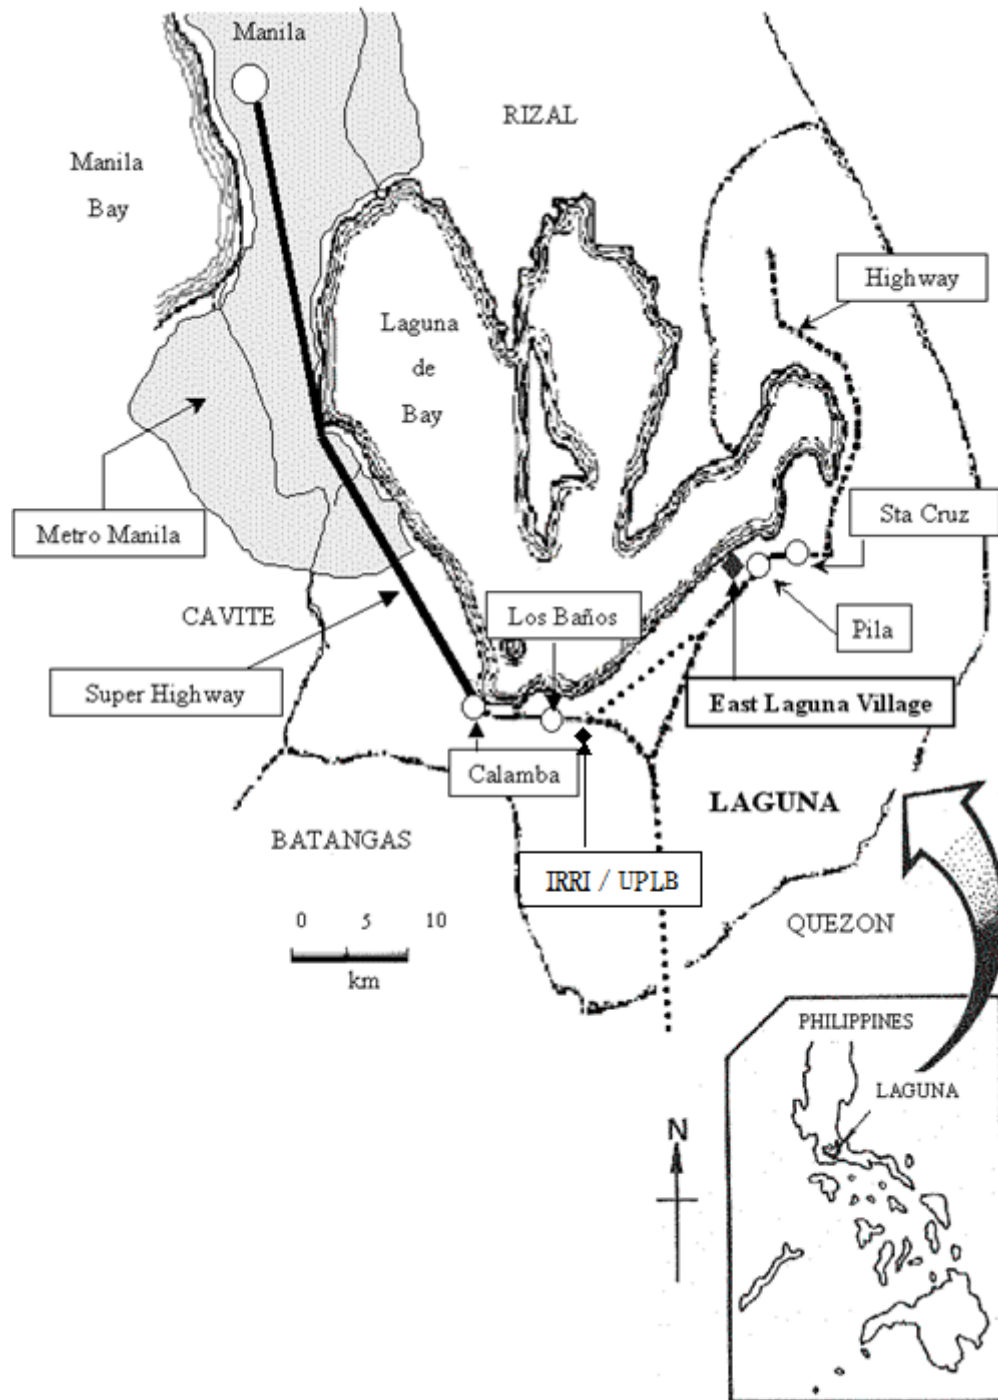 Manila
RIZAL
Manila
Bay
Highway
Laguna
de
Bay
Sta Cruz
Metro Manila
CAVITE
Los Baños
Pila
Super Highway
East Laguna Village
Calamba
LAGUNA
BATANGAS
IRRI / UPLB
0 5 10
km
QUEZON
PHILIPPINES
LAGUNA
N